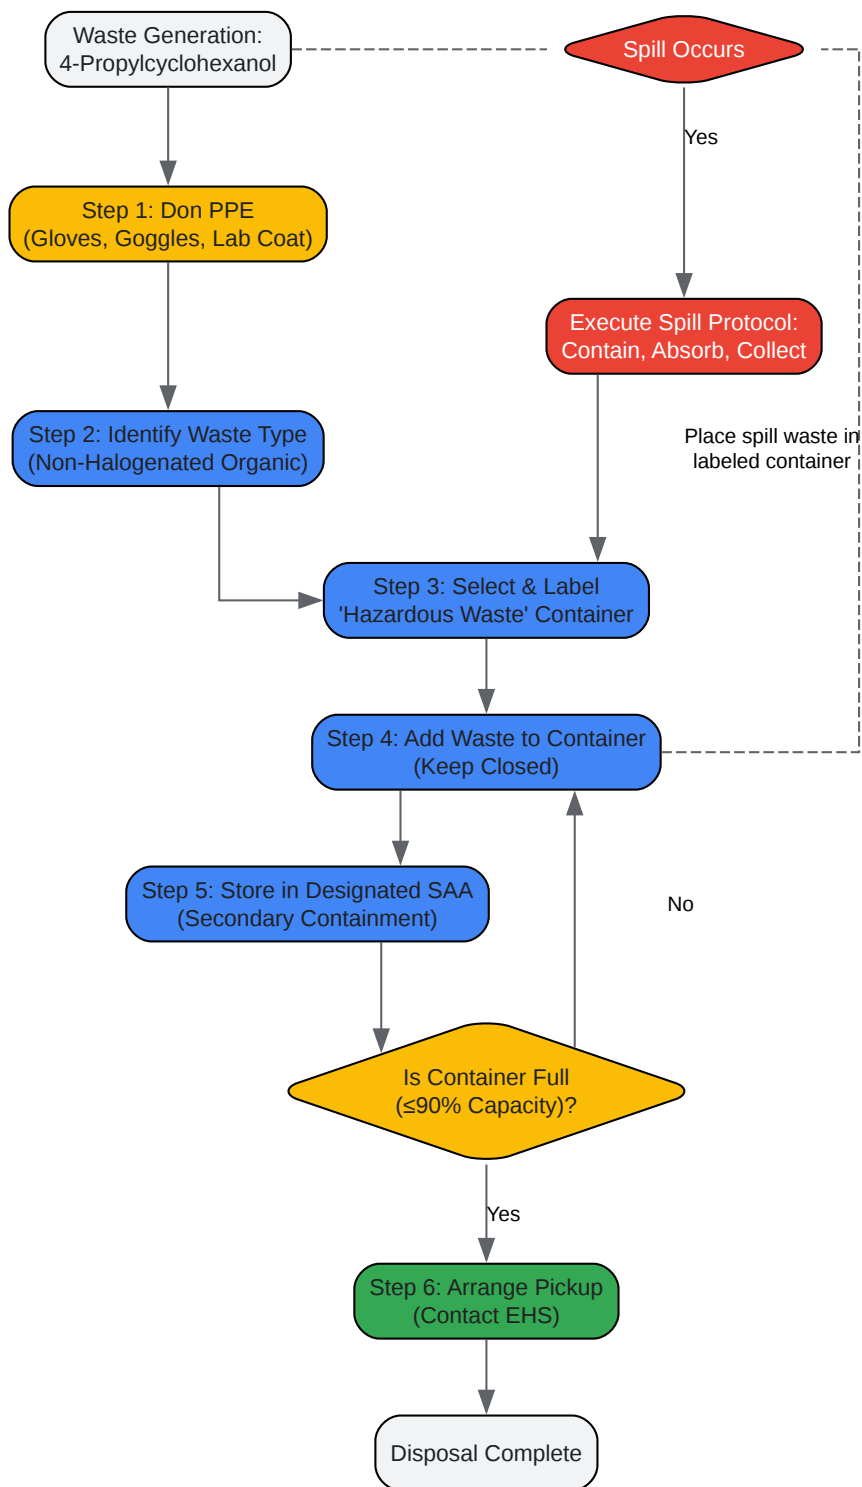 Waste Generation:
4-Propylcyclohexanol
Spill Occurs
Yes
Step 1: Don PPE
(Gloves, Goggles, Lab Coat)
Execute Spill Protocol:
Contain, Absorb, Collect
Step 2: Identify Waste Type
(Non-Halogenated Organic)
Place spill waste in
labeled container
Step 3: Select & Label
'Hazardous Waste' Container
Step 4: Add Waste to Container
(Keep Closed)
Step 5: Store in Designated SAA
(Secondary Containment)
No
Is Container Full
(≤90% Capacity)?
Yes
Step 6: Arrange Pickup
(Contact EHS)
Disposal Complete